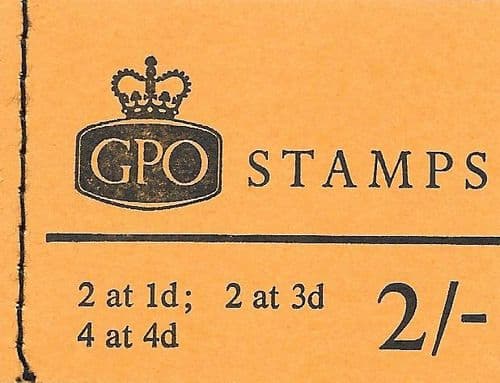 GPO STAMPS
2 at 1d; 2 at 3d
4 at 4d
2/-